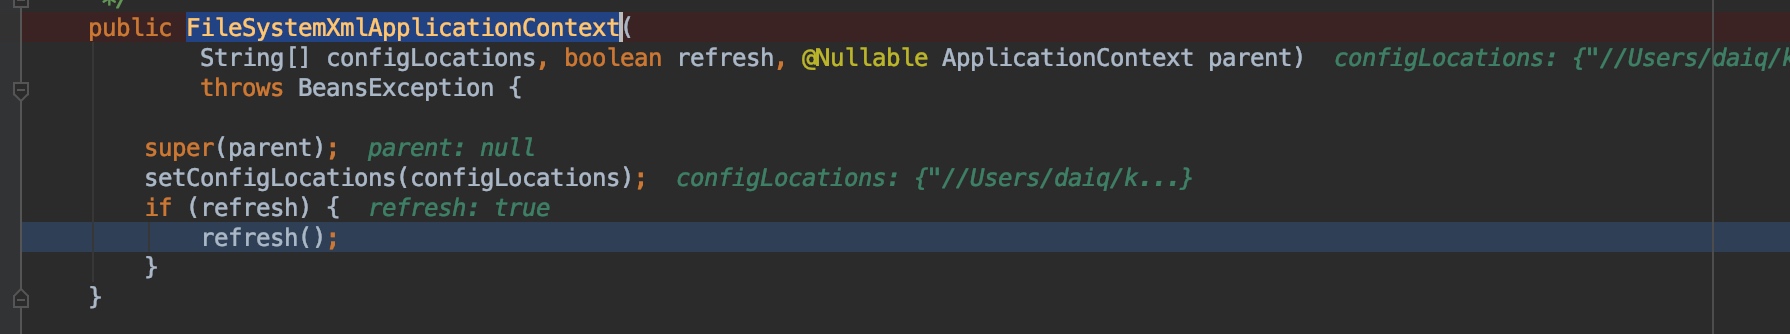 */
public FileSystemXmlApplicationContext(
String[] configLocations, boolean refresh, @Nullable ApplicationContext parent) configLocations: {"//Users/daiq/k
throws BeansException {
super(parent); parent: null
setConfigLocations(configLocations); configLocations: {"//Users/daiq/k...}
if (refresh) { refresh: true
refresh();
}
}